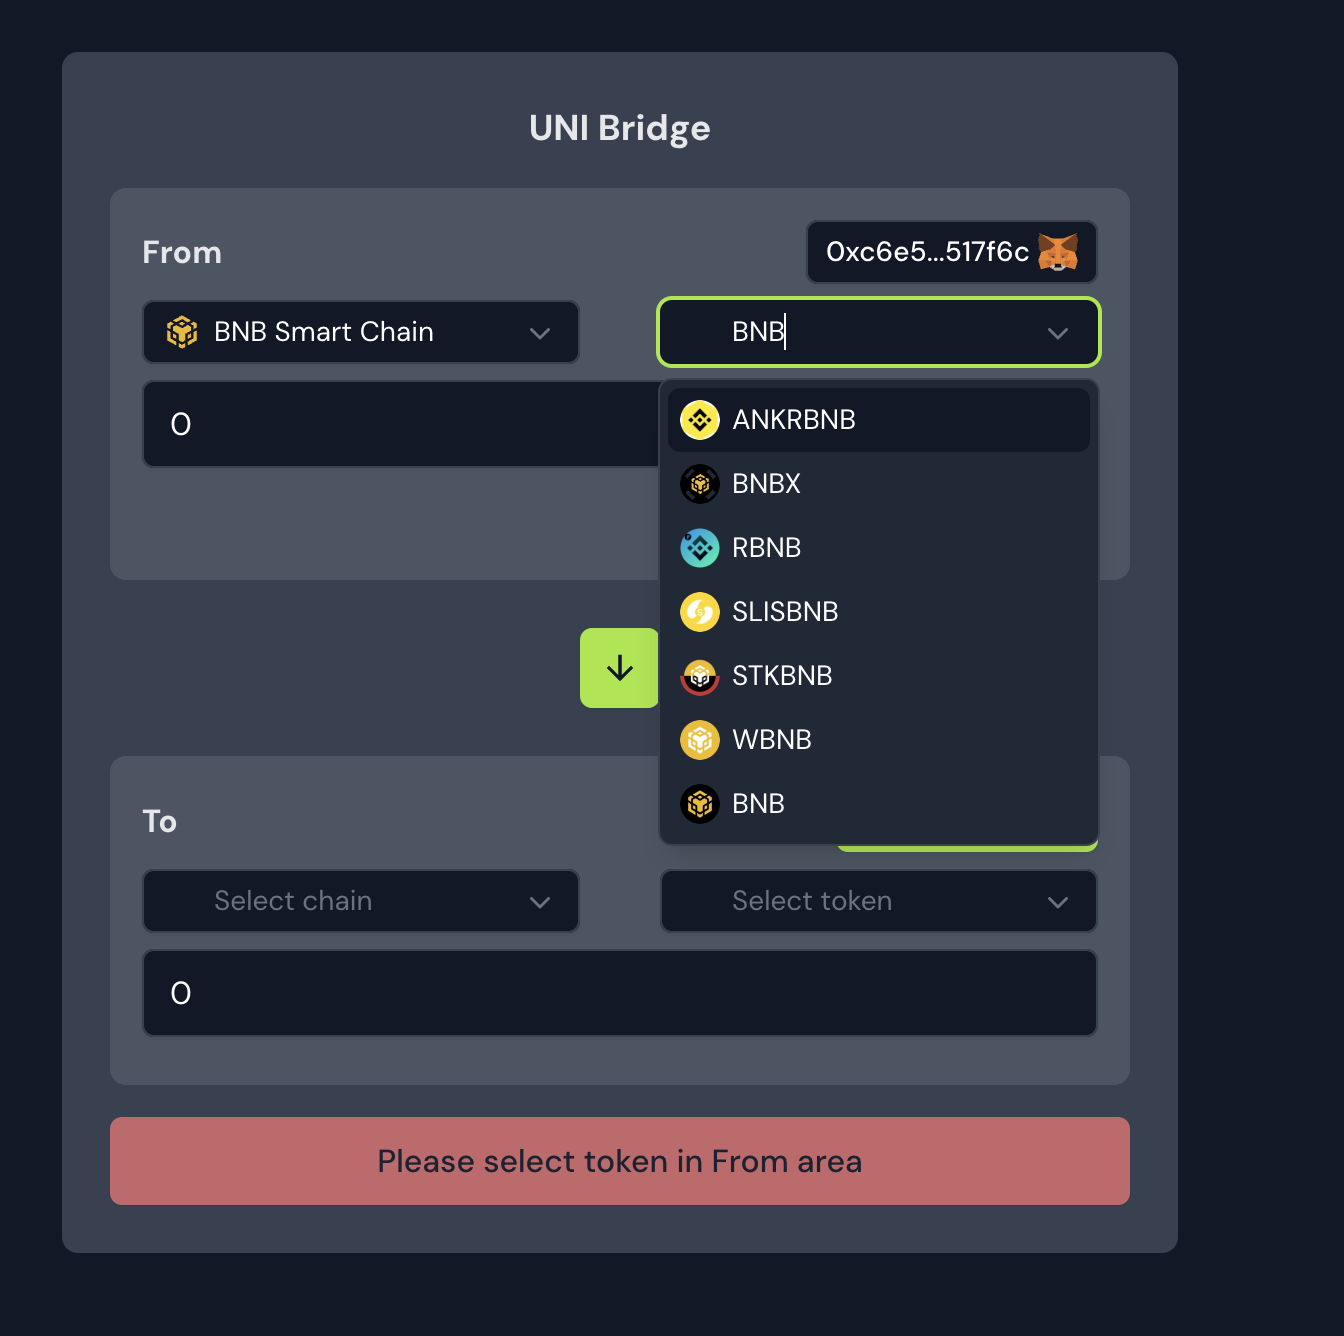 UNI Bridge
From
0xc6e5...517f6c
BNB Smart Chain
BNB
0
ANKRBNB
BNBX
RBNB
SLISBNB
STKBNB
WBNB
BNB
To
Select chain
Select token
0
Please select token in From area